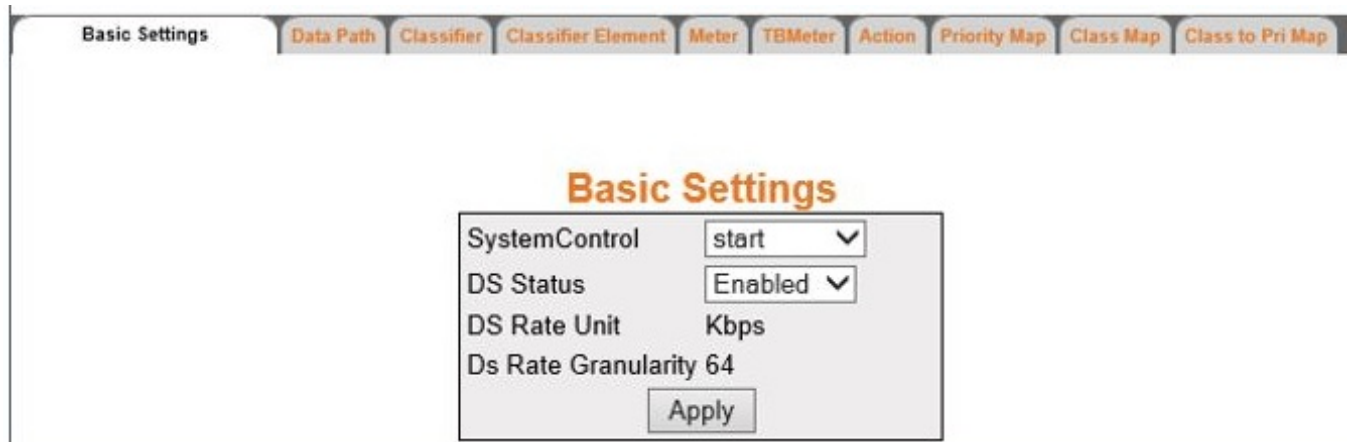 Basic Settings Data Path Classifier Classifier Element Meter TBMeter Action Priority Map Class Map Class to Pri Map
Basic Settings
SystemControl start
DS Status Enabled
DS Rate Unit Kbps
Ds Rate Granularity 64
Apply